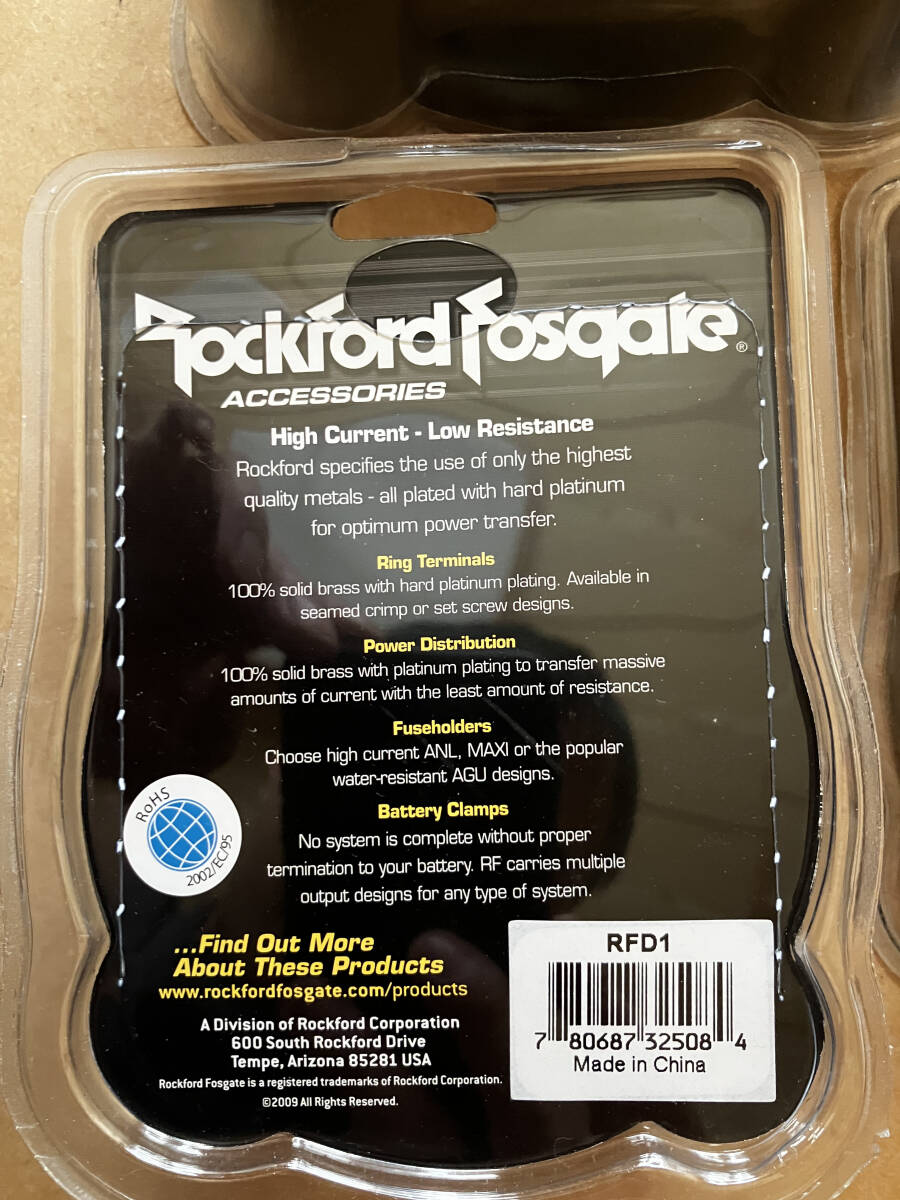 Rockford Fosgate®
ACCESSORIES
High Current - Low Resistance
Rockford specifies the use of only the highest
quality metals - all plated with hard platinum
for optimum power transfer.
Ring Terminals
100% solid brass with hard platinum plating. Available in
seamed crimp or set screw designs.
Power Distribution
100% solid brass with platinum plating to transfer massive
amounts of current with the least amount of resistance.
Fuseholders
Choose high current ANL, MAXI or the popular
water-resistant AGU designs.
Battery Clamps
No system is complete without proper
termination to your battery. RF carries multiple
output designs for any type of system.
RoHS
2002/EC/95
...Find Out More
About These Products
www.rockfordfosgate.com/products
A Division of Rockford Corporation
600 South Rockford Drive
Tempe, Arizona 85281 USA
Rockford Fosgate is a registered trademarks of Rockford Corporation.
©2009 All Rights Reserved.
RFD1
7 80687 32508 4
Made in China